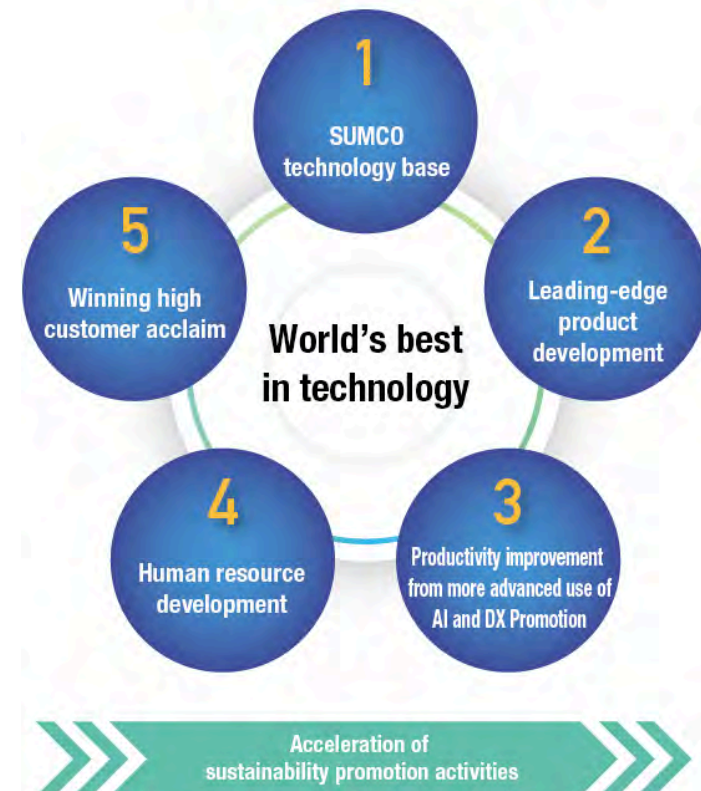 1
SUMCO
technology base
2
Leading-edge
product
development
3
Productivity improvement
from more advanced use of
AI and DX Promotion
4
Human resource
development
5
Winning high
customer acclaim
World's best
in technology
Acceleration of
sustainability promotion activities